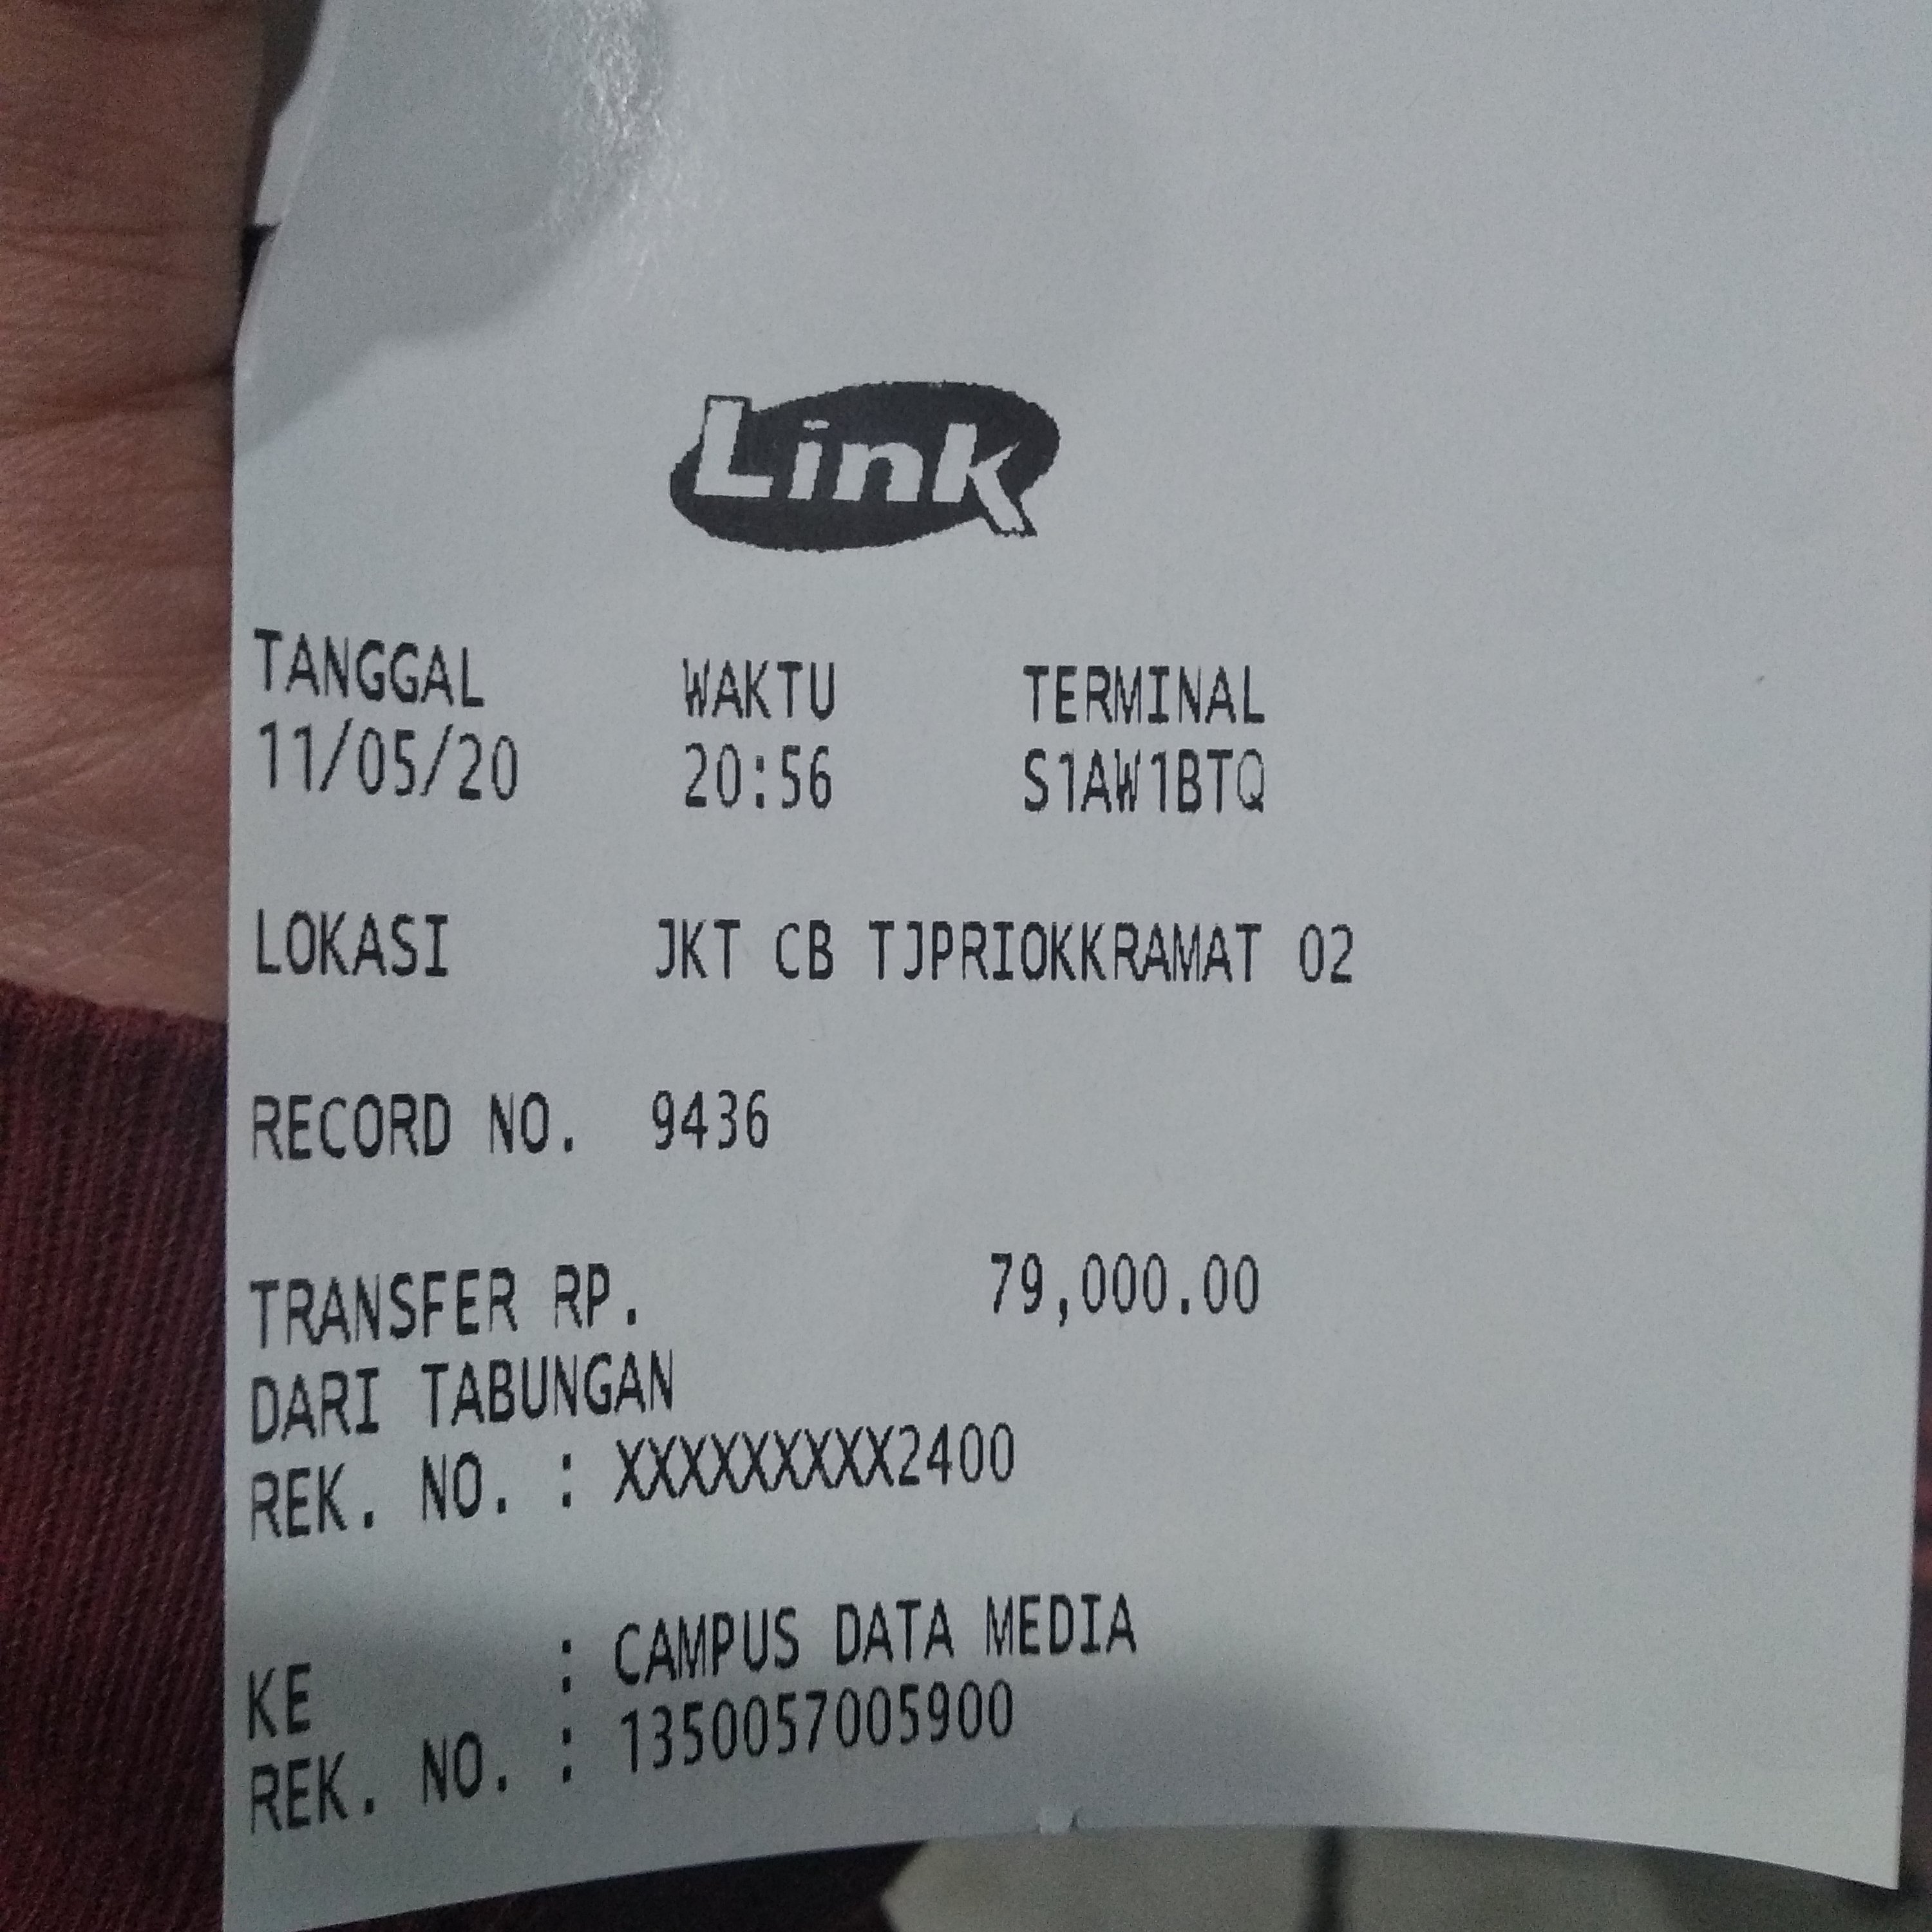 Link
TANGGAL WAKTU TERMINAL
11/05/20 20:56 S1AW1BTQ
LOKASI JKT CB TJPRIOKKRAMAT 02
RECORD NO. 9436
TRANSFER RP. 79,000.00
DARI TABUNGAN
REK. NO. : XXXXXXXXX2400
KE : CAMPUS DATA MEDIA
REK. NO. : 1350057005900